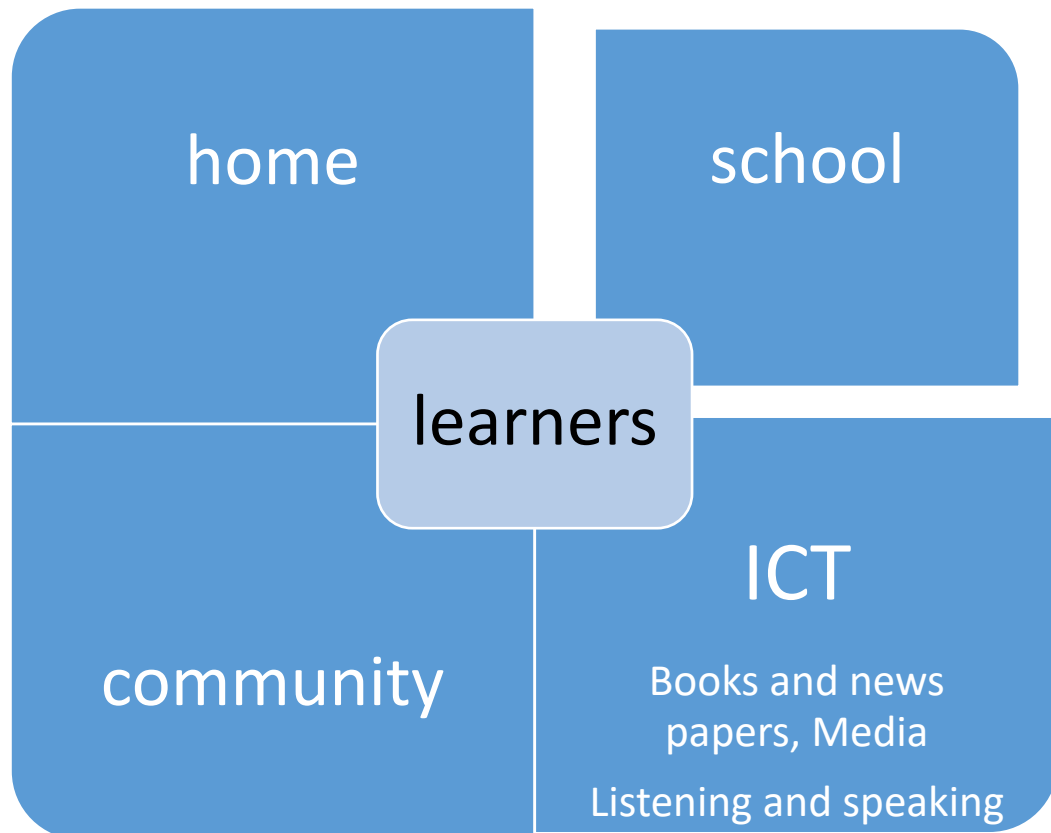 home
school
learners
community
ICT
Books and news
papers, Media
Listening and speaking